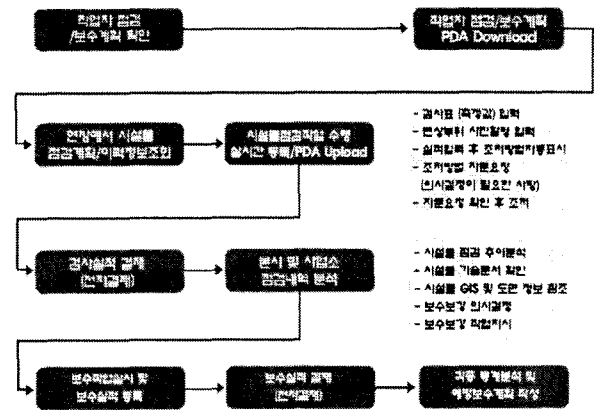 작업자 점검
/보수계획 확인
작업자 점검/보수계획
PDA Download
현장에서 시설물
점검계획/이력정보조회
시설물점검작업 수행
실시간 등록/PDA Upload
- 검사표 (측정값) 입력
- 변상부위 사진촬영 입력
- 실적입력 후 조치방법자동표시
- 조치방법 자문요청
(의사결정이 필요한 사항)
- 자문요청 확인 후 조치
검사실적 결재
(전자결재)
본사 및 사업소
점검내역 분석
- 시설물 점검 추이분석
- 시설물 기술문서 확인
- 시설물 GIS 및 도면 정보 참조
- 보수보강 의사결정
- 보수보강 작업지시
보수작업실시 및
보수실적 등록
보수실적 결재
(전자결재)
각종 통계분석 및
예방보수계획 작성